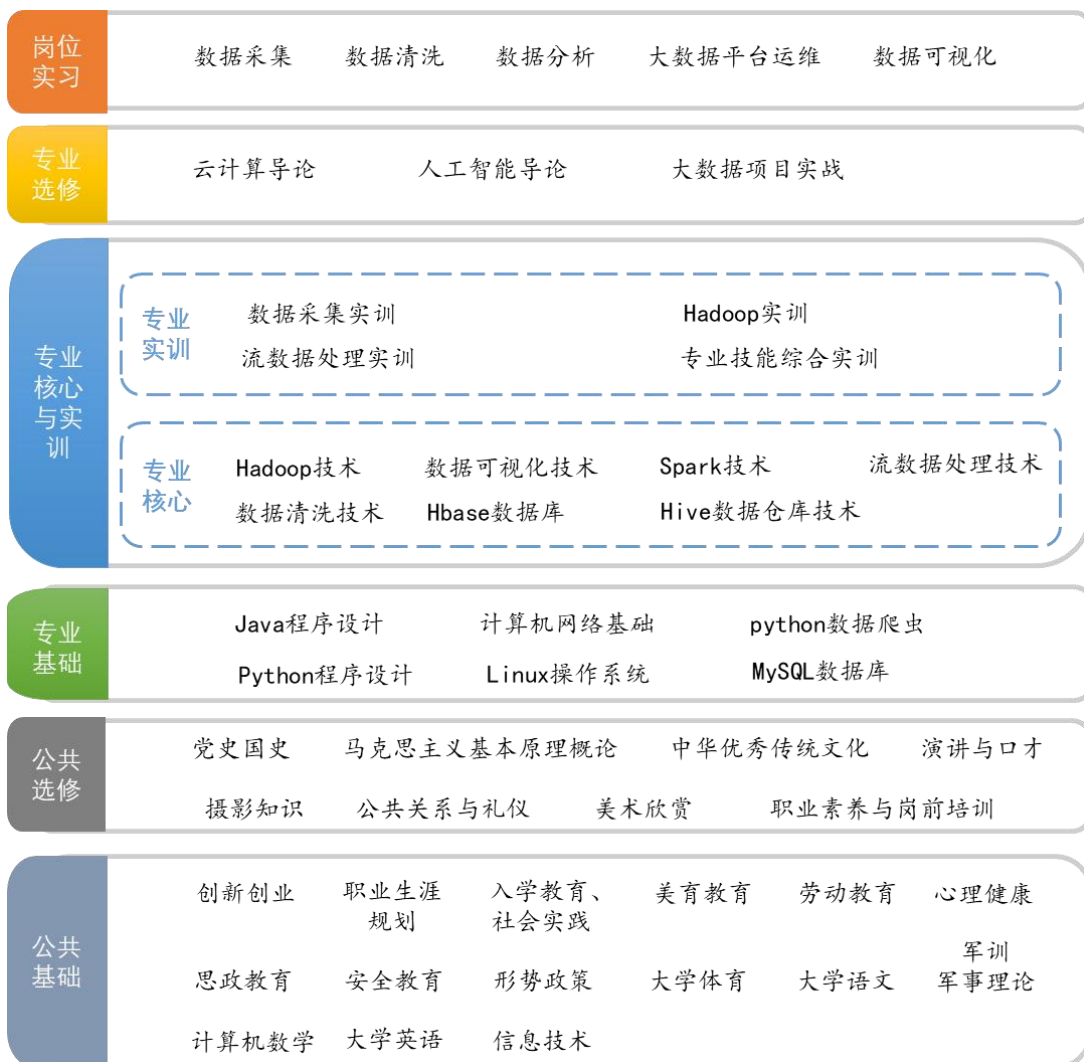 岗位
实习
数据采集 数据清洗 数据分析 大数据平台运维 数据可视化
专业
选修
云计算导论 人工智能导论 大数据项目实战
专业
核心
与实
训
专业
实训
数据采集实训 Hadoop实训
流数据处理实训 专业技能综合实训
专业
核心
Hadoop技术 数据可视化技术 Spark技术 流数据处理技术
数据清洗技术 Hbase数据库 Hive数据仓库技术
专业
基础
Java程序设计 计算机网络基础 python数据爬虫
Python程序设计 Linux操作系统 MySQL数据库
公共
选修
党史国史 马克思主义基本原理概论 中华优秀传统文化 演讲与口才
摄影知识 公共关系与礼仪 美术欣赏 职业素养与岗前培训
公共
基础
创新创业 职业生涯 入学教育、 美育教育 劳动教育 心理健康
规划 社会实践
军训
思政教育 安全教育 形势政策 大学体育 大学语文 军事理论
计算机数学 大学英语 信息技术